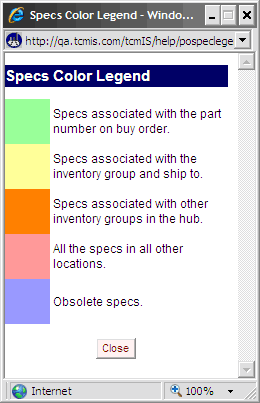 Specs Color Legend - Windo...
http://qa.tcmis.com/tcmIS/help/pospeclege
Specs Color Legend
Specs associated with the part
number on buy order.
Specs associated with the
inventory group and ship to.
Specs associated with other
inventory groups in the hub.
All the specs in all other
locations.
Obsolete specs.
Close
Internet
100%